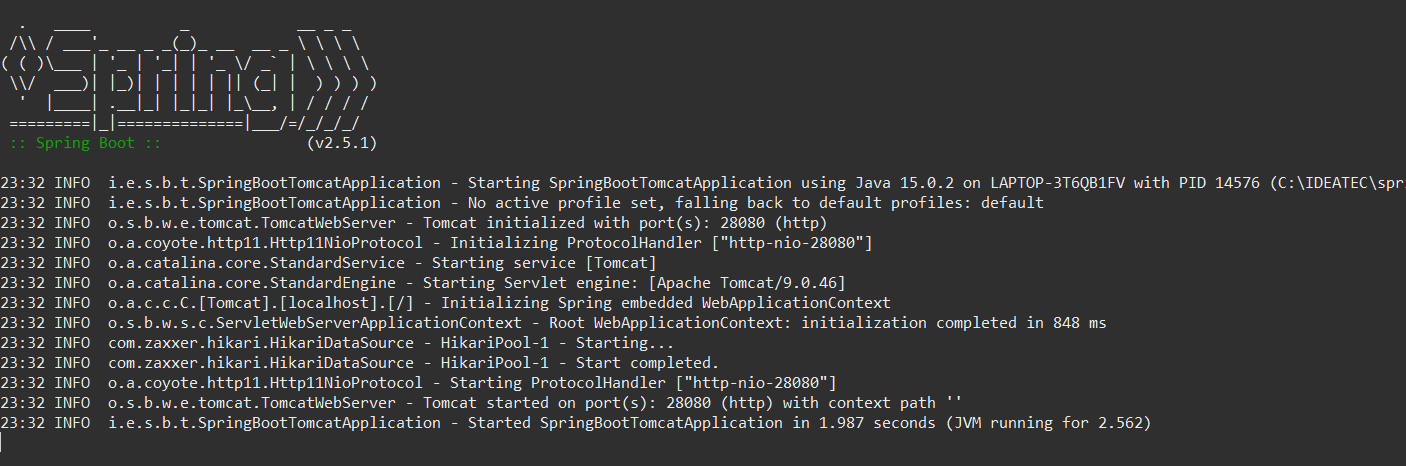 .   ____          _            __ _ _
 /\\ / ___'_ __ _ _(_)_ __  __ _ \ \ \ \
( ( )\___ | '_ | '_| | '_ \/ _` | \ \ \ \
 \\/  ___)| |_)| | | | | || (_| |  ) ) ) )
  '  |____| .__|_| |_|_| |_\__, | / / / /
 =========|_|==============|___/=/_/_/_/
 :: Spring Boot ::                (v2.5.1)
23:32 INFO  i.e.s.b.t.SpringBootTomcatApplication - Starting SpringBootTomcatApplication using Java 15.0.2 on LAPTOP-3T6QB1FV with PID 14576 (C:\IDEATEC\spr
23:32 INFO  i.e.s.b.t.SpringBootTomcatApplication - No active profile set, falling back to default profiles: default
23:32 INFO  o.s.b.w.e.tomcat.TomcatWebServer - Tomcat initialized with port(s): 28080 (http)
23:32 INFO  o.a.coyote.http11.Http11NioProtocol - Initializing ProtocolHandler ["http-nio-28080"]
23:32 INFO  o.a.catalina.core.StandardService - Starting service [Tomcat]
23:32 INFO  o.a.catalina.core.StandardEngine - Starting Servlet engine: [Apache Tomcat/9.0.46]
23:32 INFO  o.a.c.c.C.[Tomcat].[localhost].[/] - Initializing Spring embedded WebApplicationContext
23:32 INFO  o.s.b.w.s.c.ServletWebServerApplicationContext - Root WebApplicationContext: initialization completed in 848 ms
23:32 INFO  com.zaxxer.hikari.HikariDataSource - HikariPool-1 - Starting...
23:32 INFO  com.zaxxer.hikari.HikariDataSource - HikariPool-1 - Start completed.
23:32 INFO  o.a.coyote.http11.Http11NioProtocol - Starting ProtocolHandler ["http-nio-28080"]
23:32 INFO  o.s.b.w.e.tomcat.TomcatWebServer - Tomcat started on port(s): 28080 (http) with context path ''
23:32 INFO  i.e.s.b.t.SpringBootTomcatApplication - Started SpringBootTomcatApplication in 1.987 seconds (JVM running for 2.562)